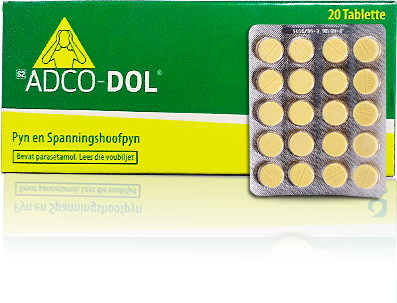 20 Tablette
S2 ADCO-DOL®
Pyn en Spanningshoofpyn
Bevat parasetamol. Lees die voubiljet